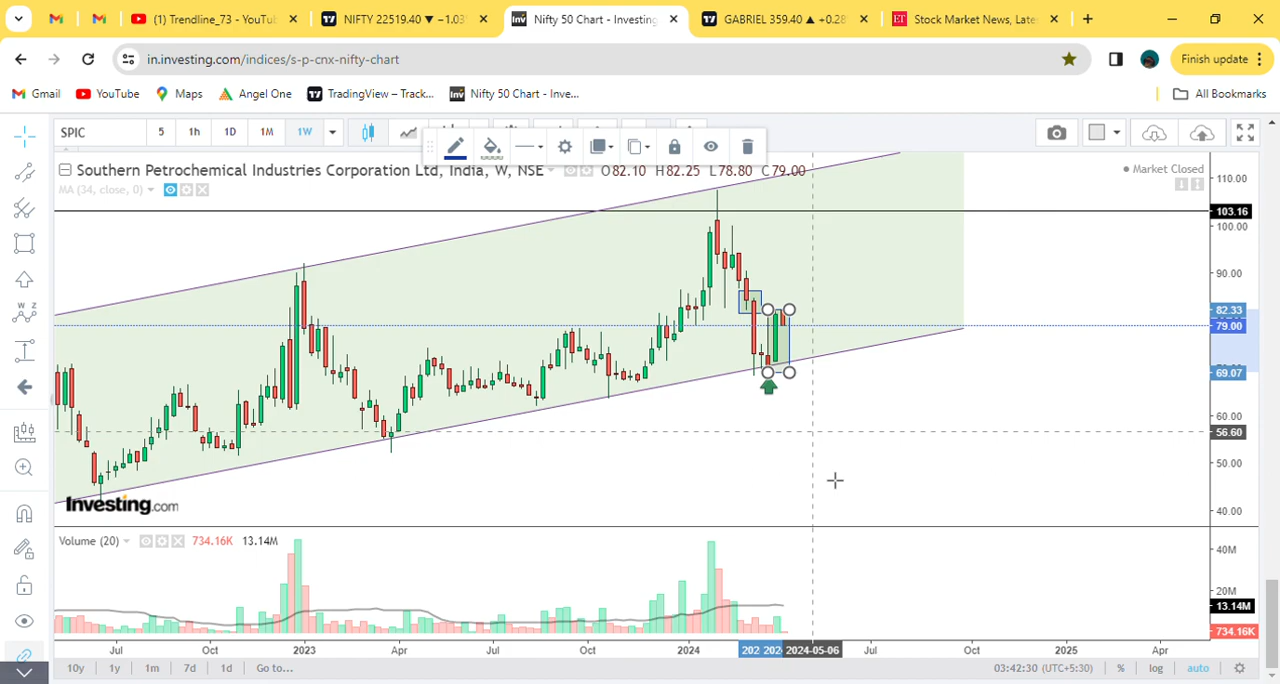 (1) Trendline_73 - YouTu
NIFTY 22519.40 ▼ −1.03
Nifty 50 Chart - Investing
GABRIEL 359.40 ▲ +0.28
Stock Market News, Late
in.investing.com/indices/s-p-cnx-nifty-chart
Finish update
Gmail YouTube Maps Angel One TradingView – Track... Nifty 50 Chart - Inve... All Bookmarks
SPIC 5 1h 1D 1M 1W
Southern Petrochemical Industries Corporation Ltd, India, W, NSE O82.10 H82.25 L78.80 C79.00
Market Closed
MA (34, close, 0)
110.00
103.16
100.00
90.00
82.33
79.00
69.07
60.00
56.60
50.00
40.00
Investing.com
Volume (20) 734.16K 13.14M
40M
20M
13.14M
734.16K
Jul Oct 2023 Apr Jul Oct 2024 2024-05-06 Jul Oct 2025 Apr
10y 1y 1m 7d 1d Go to... 03:42:30 (UTC+5:30) % log auto